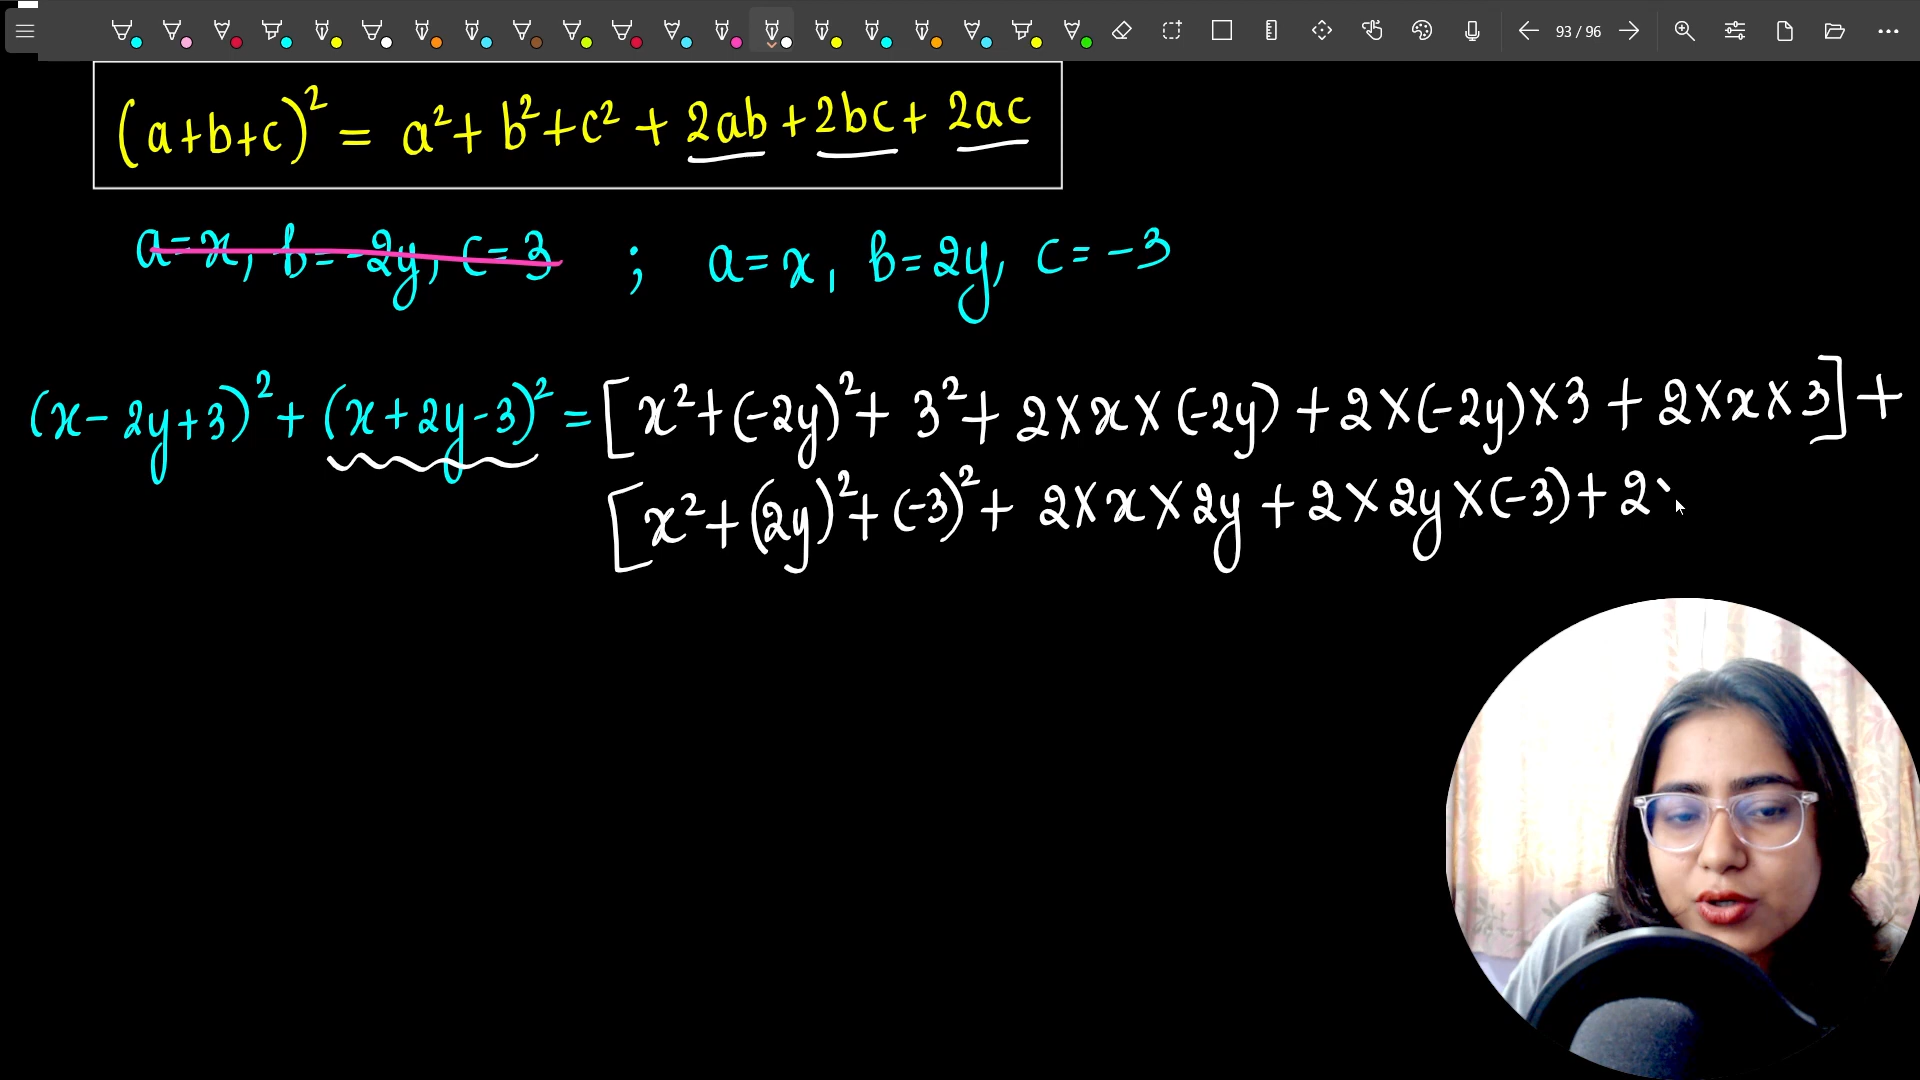 93 / 96
(a+b+c)² = a² + b² + c² + 2ab + 2bc + 2ac
a=x, b=-2y, c=3 ; a=x, b=2y, c=-3
(x-2y+3)² + (x+2y-3)² = [x²+(-2y)²+ 3²+ 2×x×(-2y) + 2×(-2y)×3 + 2×x×3] +
[x²+(2y)²+(-3)²+ 2×x×2y + 2×2y×(-3)+ 2